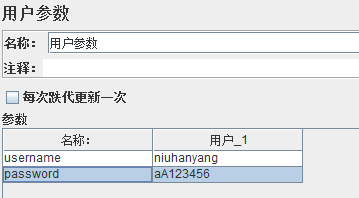 用户参数
名称： 用户参数
注释：
每次跌代更新一次
参数
名称： 用户_1
username niuhanyang
password aA123456